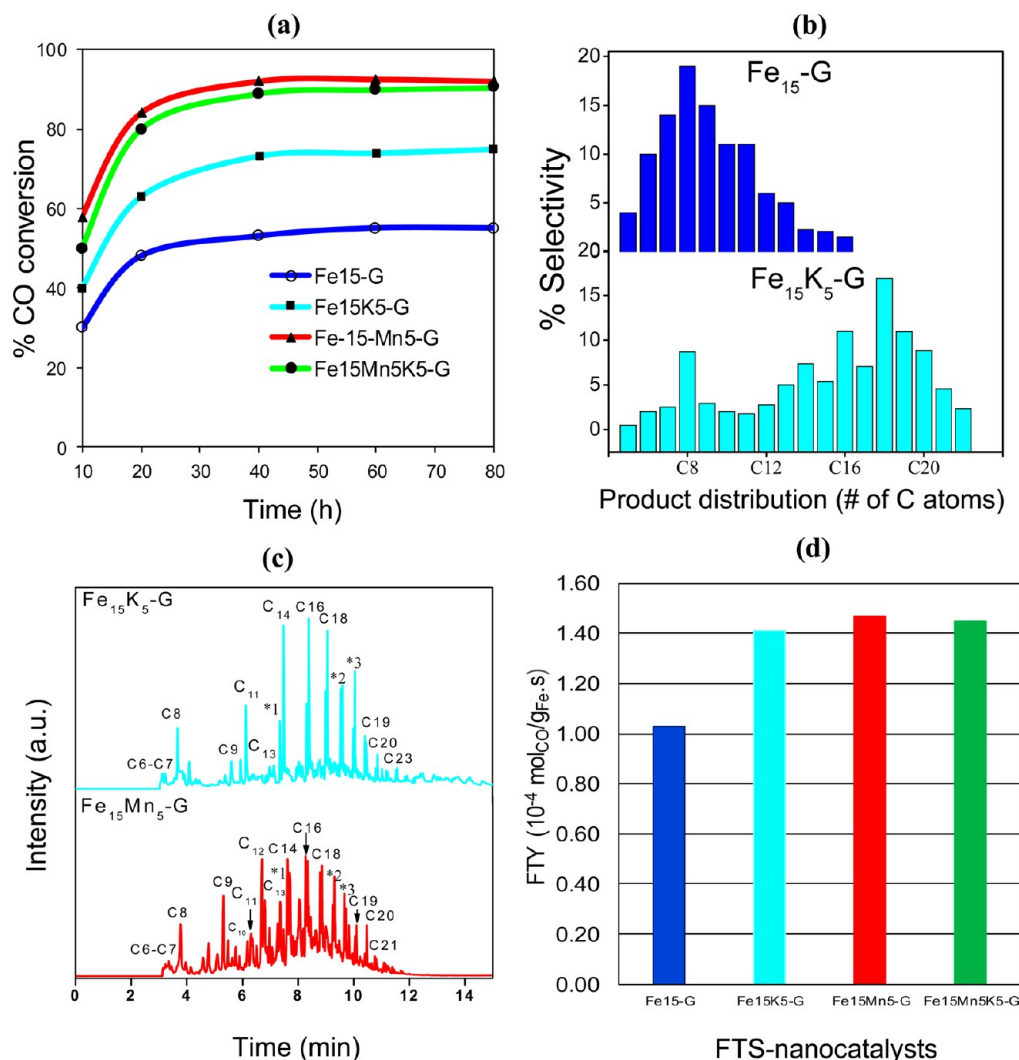 (a)
% CO conversion
100
80
60
40
20
0
10 20 30 40 50 60 70 80
Time (h)
Fe15-G
Fe15K5-G
Fe-15-Mn5-G
Fe15Mn5K5-G
(b)
% Selectivity
20
15
10
5
20
15
10
5
0
Fe₁₅-G
Fe₁₅K₅-G
C8 C12 C16 C20
Product distribution (# of C atoms)
(c)
Intensity (a.u.)
Fe₁₅K₅-G
C6-C7
C8
C9
C₁₁
C₁₃
*1
C₁₄
C16
C18
*2
*3
C19
C20
C23
Fe₁₅Mn₅-G
C6-C7
C8
C9
C₁₀
C₁₁
C₁₂
C₁₃
*1
C14
C16
C18
*2
*3
C19
C20
C21
0 2 4 6 8 10 12 14
Time (min)
(d)
FTY (10⁻⁴ mol_CO/g_Fe.s)
1.60
1.40
1.20
1.00
0.80
0.60
0.40
0.20
0.00
Fe15-G Fe15K5-G Fe15Mn5-G Fe15Mn5K5-G
FTS-nanocatalysts